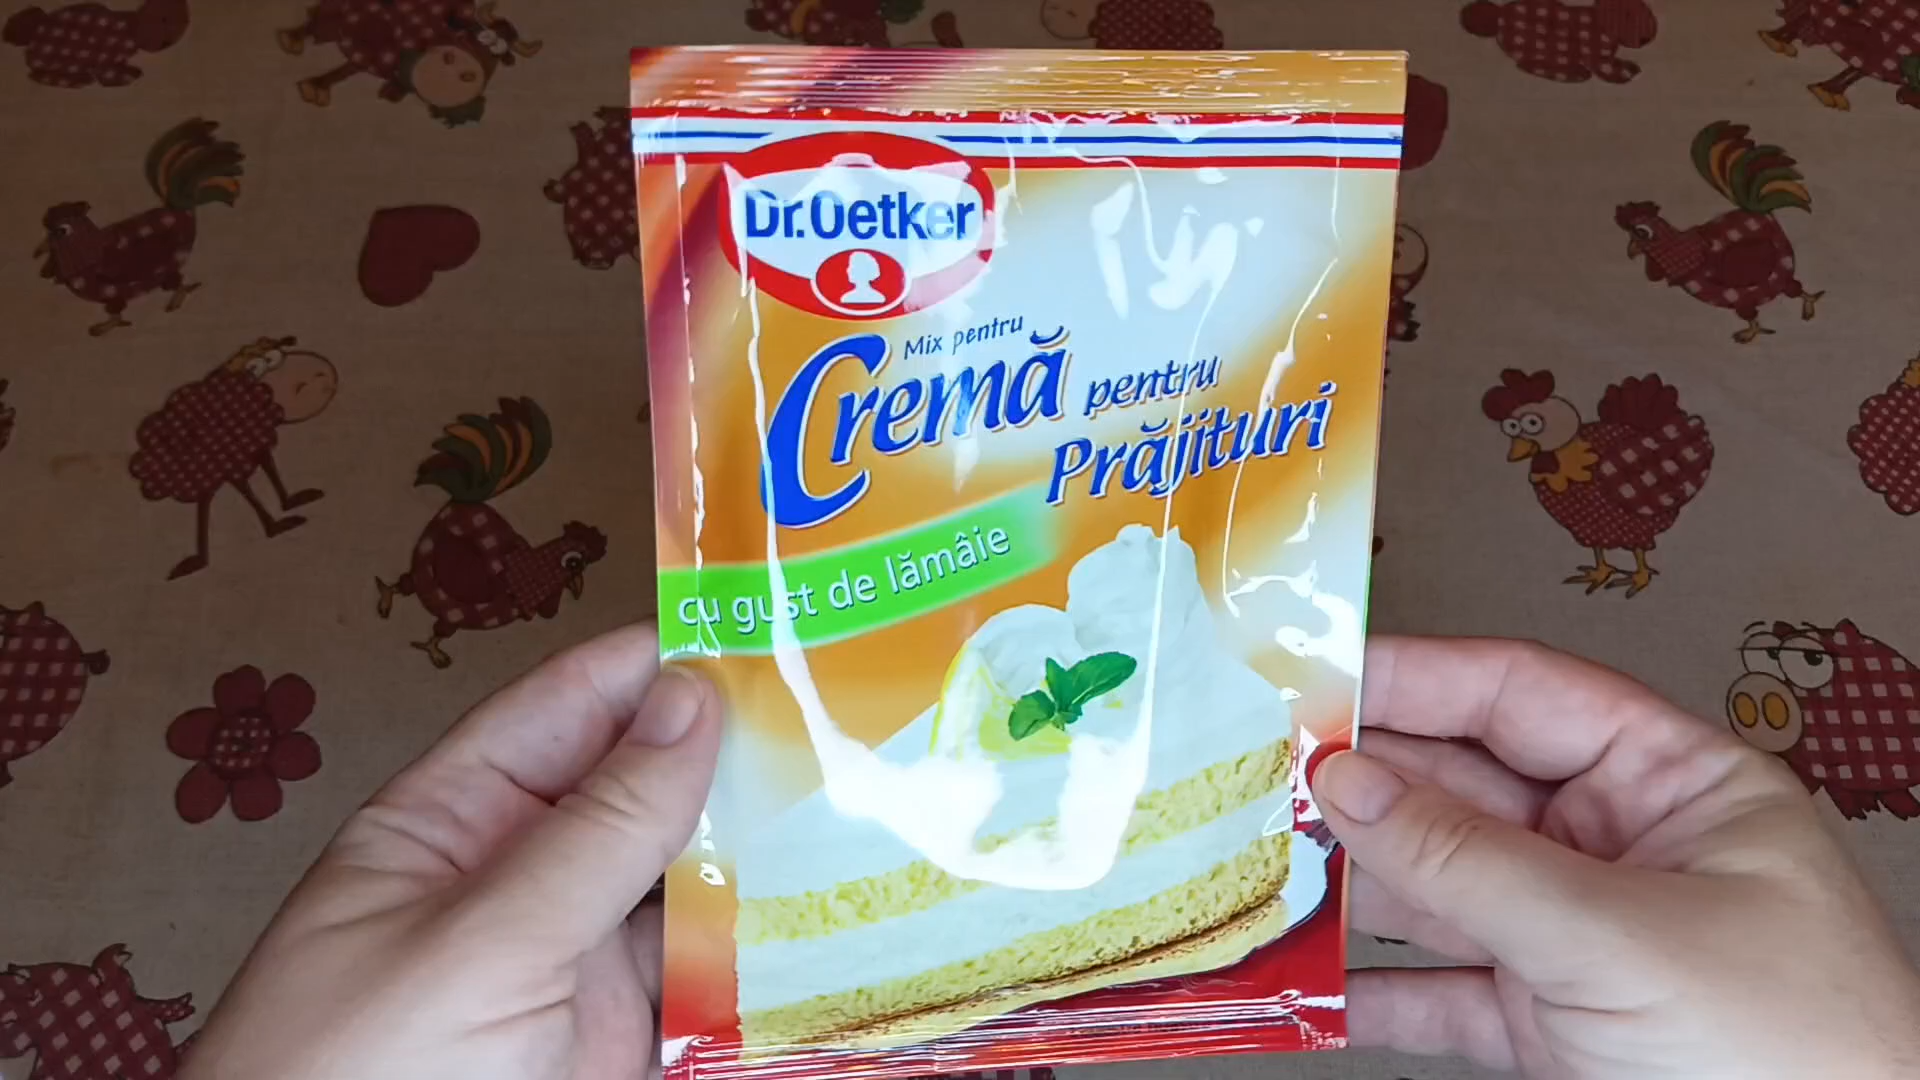 Dr.Oetker
Mix pentru
Cremă pentru
Prăjituri
cu gust de lămâie